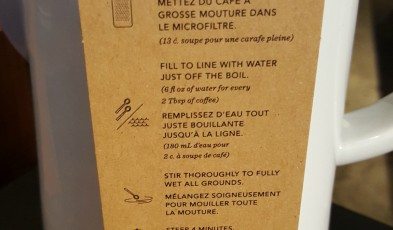 METTEZ DU CAFÉ À
GROSSE MOUTURE DANS
LE MICROFILTRE.
(13 c. soupe pour une carafe pleine)
FILL TO LINE WITH WATER
JUST OFF THE BOIL.
(6 fl oz of water for every
2 Tbsp of coffee)
REMPLISSEZ D'EAU TOUT
JUSTE BOUILLANTE
JUSQU'À LA LIGNE.
(180 mL d'eau pour
2 c. à soupe de café)
STIR THOROUGHLY TO FULLY
WET ALL GROUNDS.
MÉLANGEZ SOIGNEUSEMENT
POUR MOUILLER TOUTE
LA MOUTURE.
STEEP 4 MINUTES